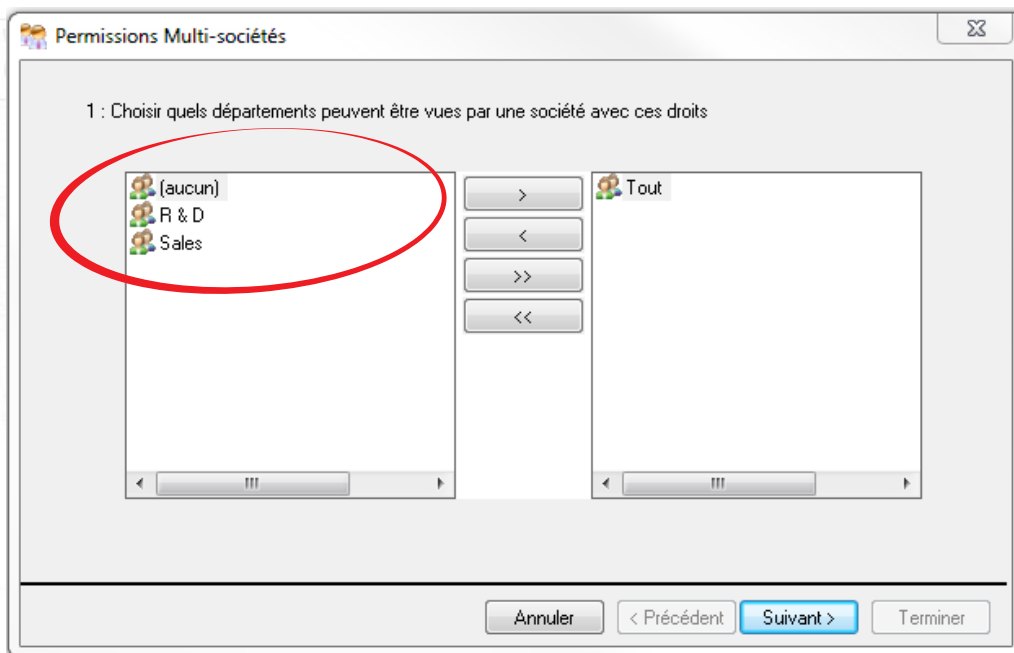 Permissions Multi-sociétés
1 : Choisir quels départements peuvent être vues par une société avec ces droits
(aucun)
R & D
Sales
>
<
>>
<<
Tout
Annuler
< Précédent
Suivant >
Terminer